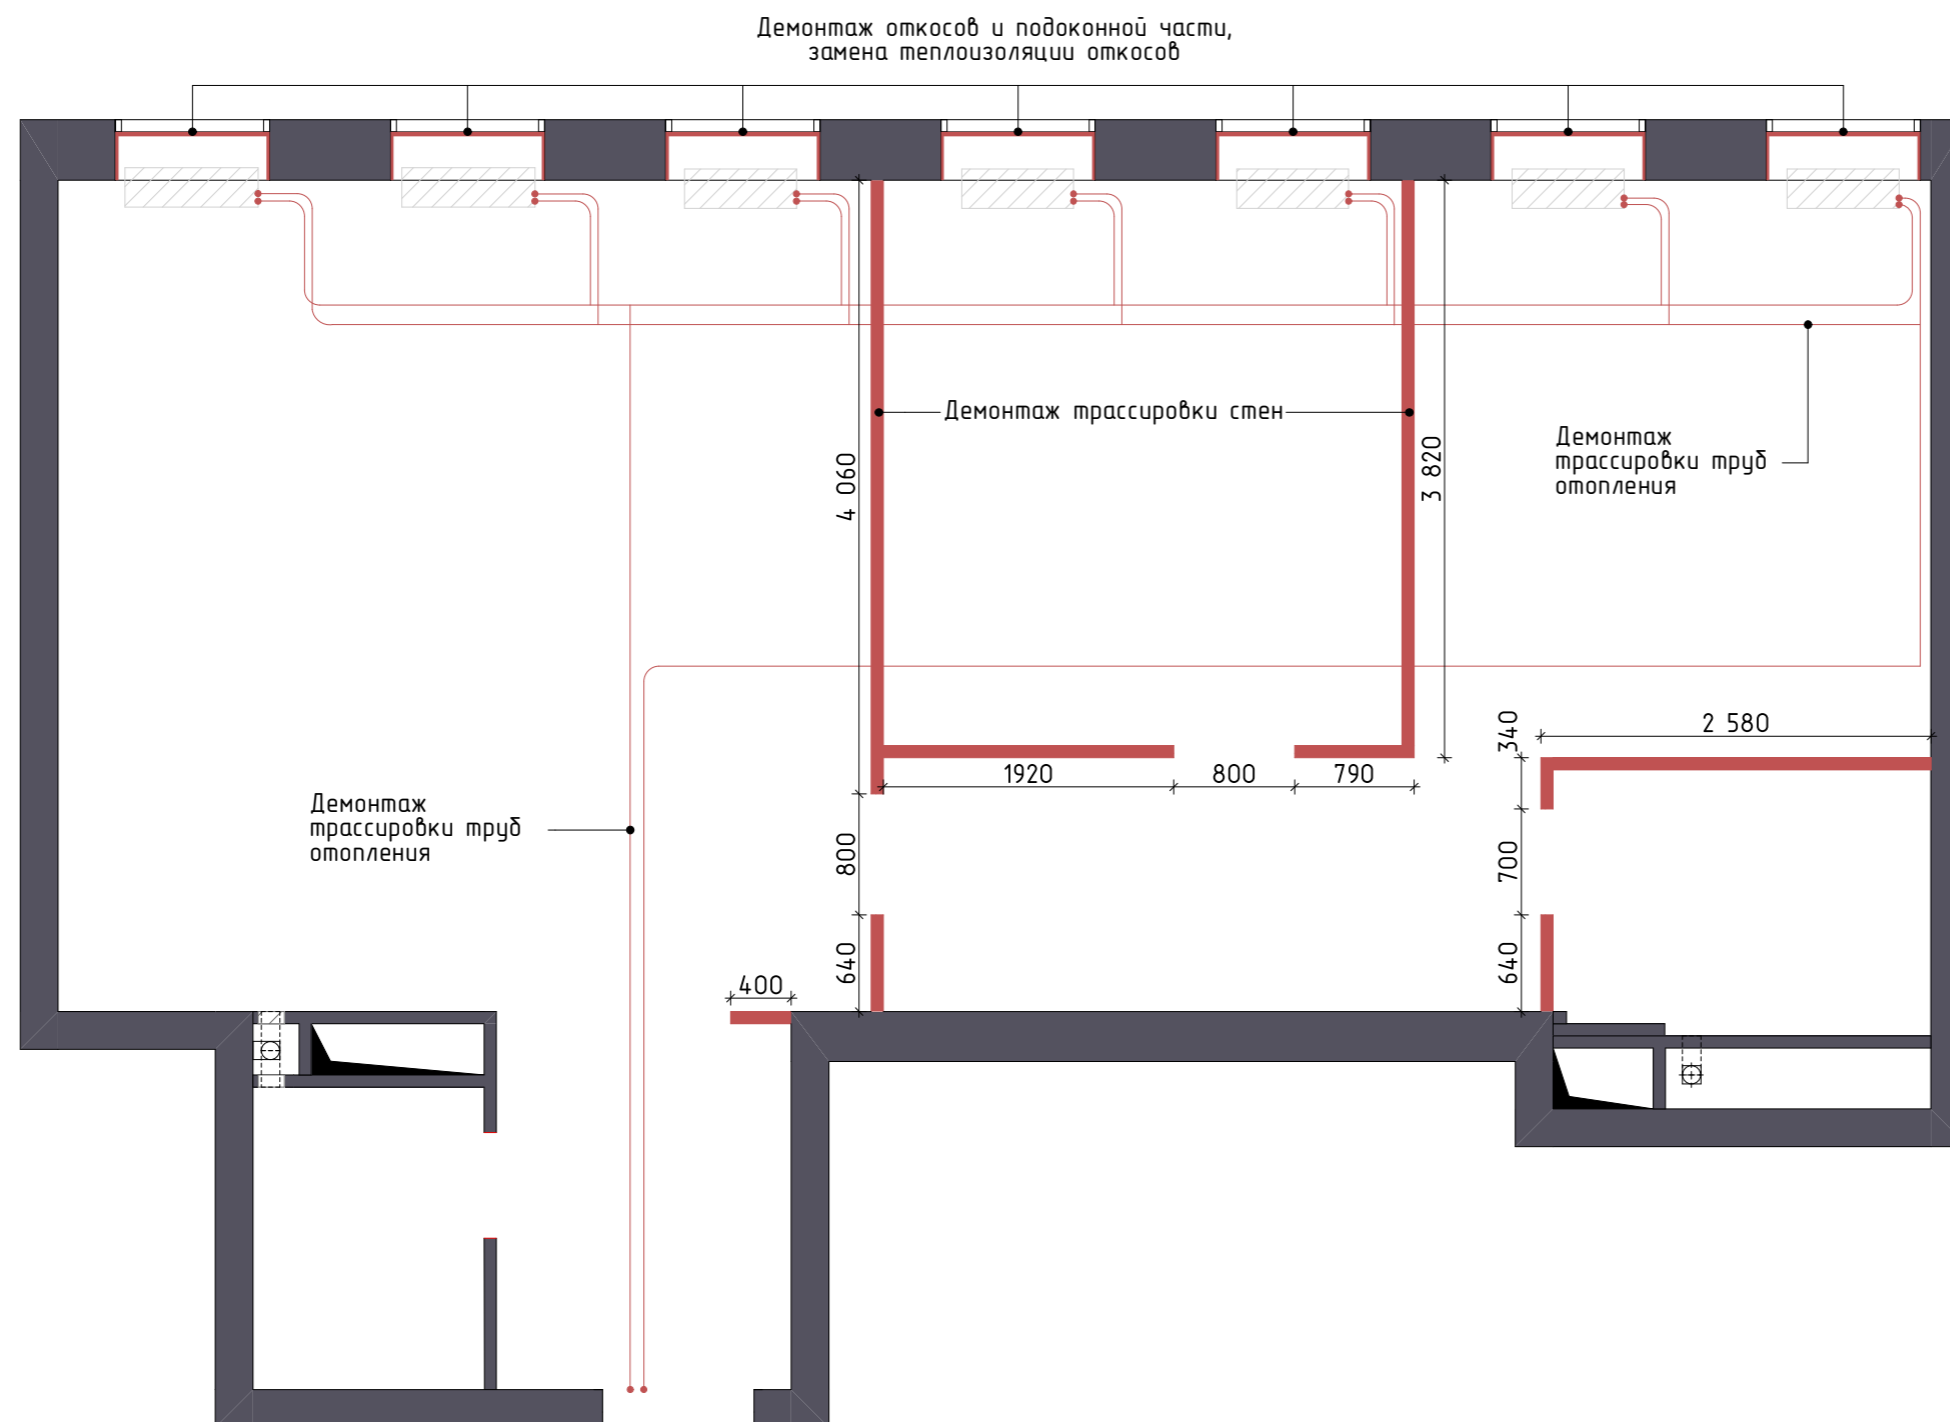 Демонтаж откосов и подоконной части,
замена теплоизоляции откосов
Демонтаж трассировки стен
Демонтаж
трассировки труб
отопления
4 060
3 820
340
2 580
1920
800
790
Демонтаж
трассировки труб
отопления
800
700
640
640
400